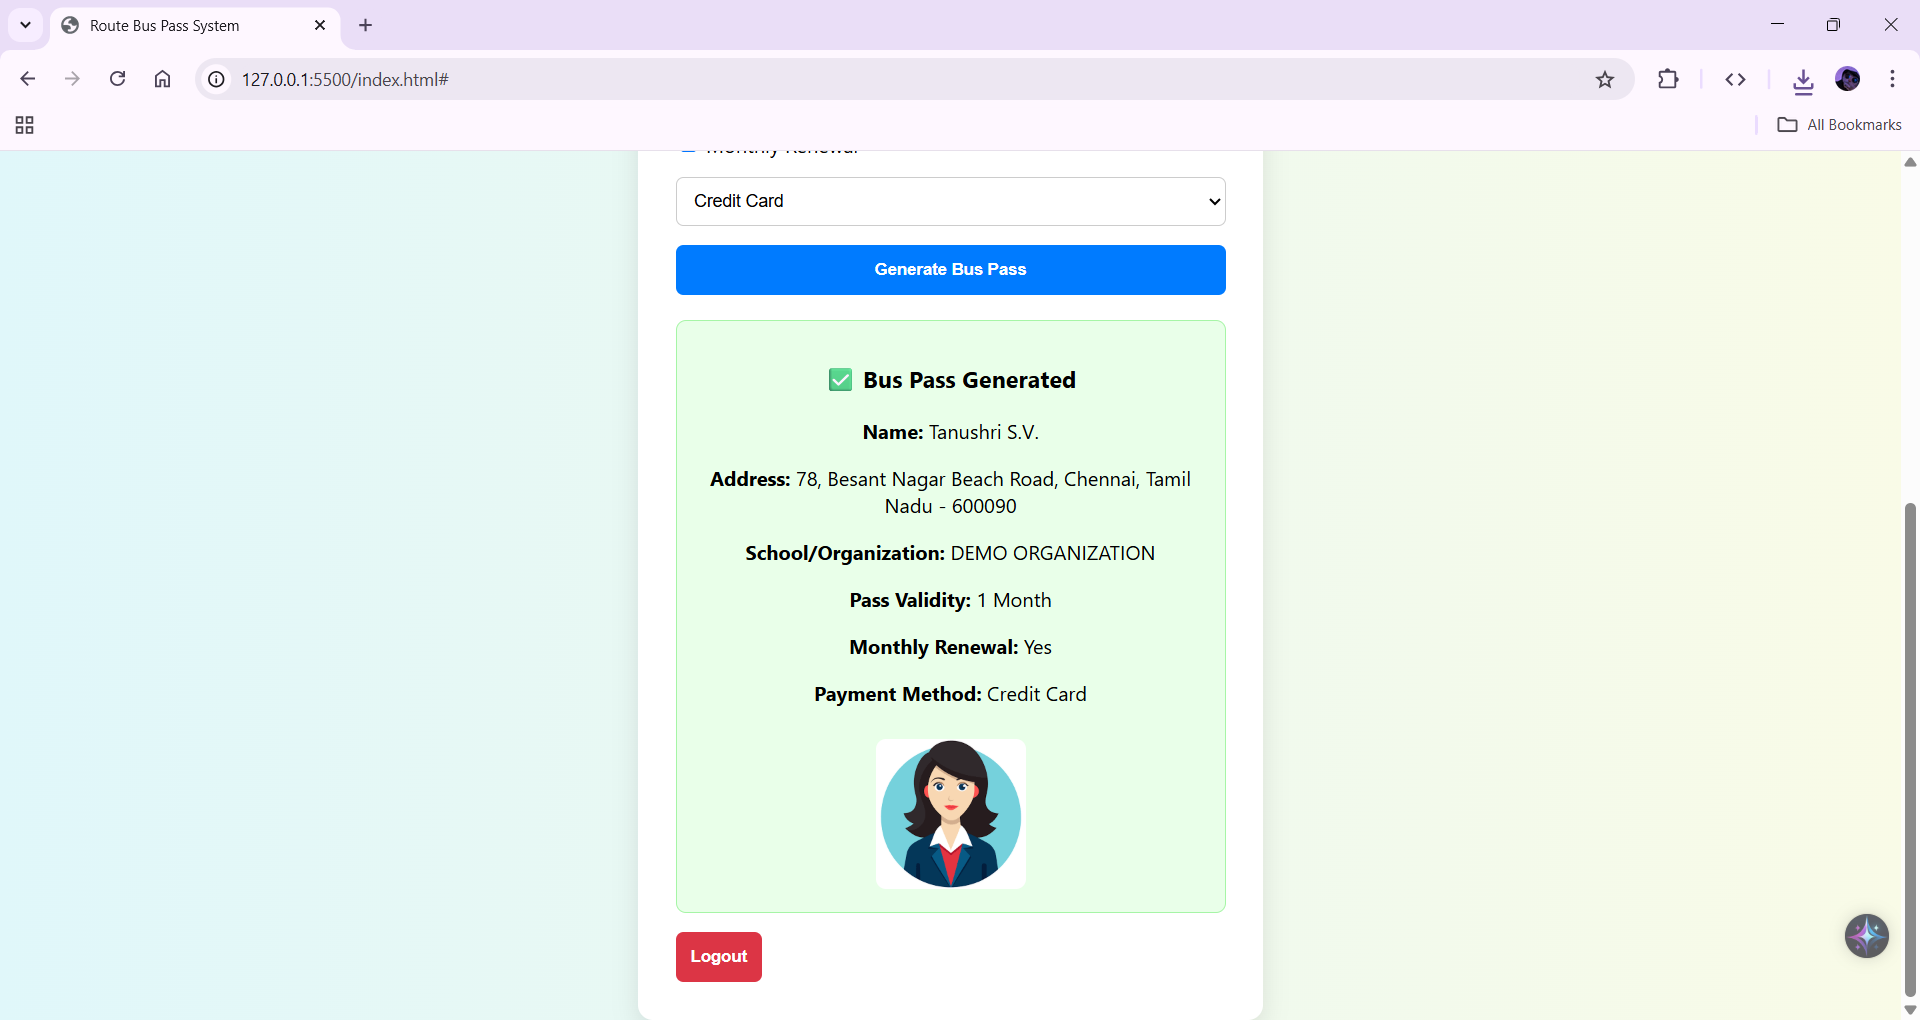 Route Bus Pass System
127.0.0.1:5500/index.html#
All Bookmarks
Monthly Renewal
Credit Card
Generate Bus Pass
✅ Bus Pass Generated
Name: Tanushri S.V.
Address: 78, Besant Nagar Beach Road, Chennai, Tamil
Nadu - 600090
School/Organization: DEMO ORGANIZATION
Pass Validity: 1 Month
Monthly Renewal: Yes
Payment Method: Credit Card
Logout